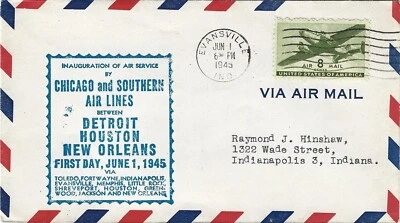 INAUGURATION OF AIR SERVICE
BY
CHICAGO and SOUTHERN
AIR LINES
BETWEEN
DETROIT
HOUSTON
NEW ORLEANS
FIRST DAY, JUNE 1, 1945
VIA
TOLEDO, FORT WAYNE, INDIANAPOLIS,
EVANSVILLE, MEMPHIS, LITTLE ROCK,
SHREVEPORT, HOUSTON, GREEN-
WOOD, JACKSON AND NEW ORLEANS
EVANSVILLE
JUN-1
PM
1945
IND.
8
AIR MAIL
UNITED STATES OF AMERICA
VIA AIR MAIL
Raymond J. Hinshaw,
1322 Wade Street,
Indianapolis 3, Indiana.